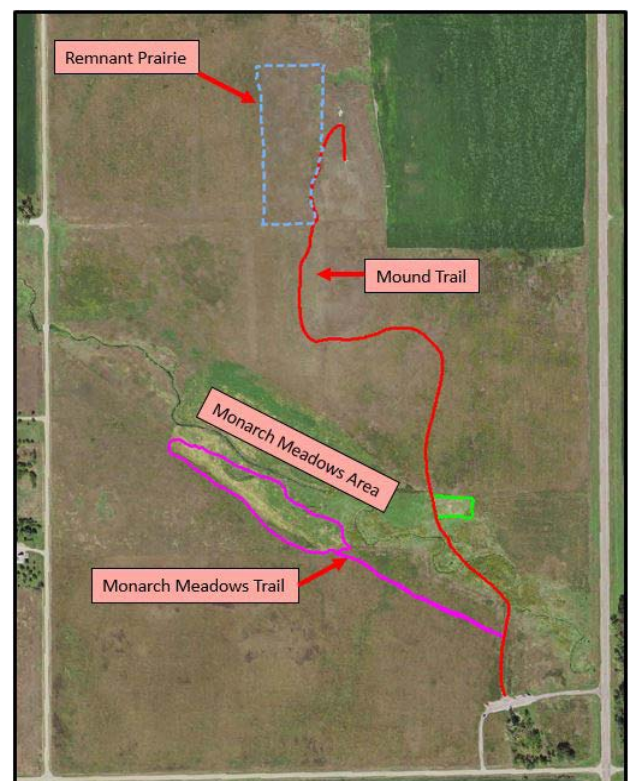 Remnant Prairie
Mound Trail
Monarch Meadows Area
Monarch Meadows Trail